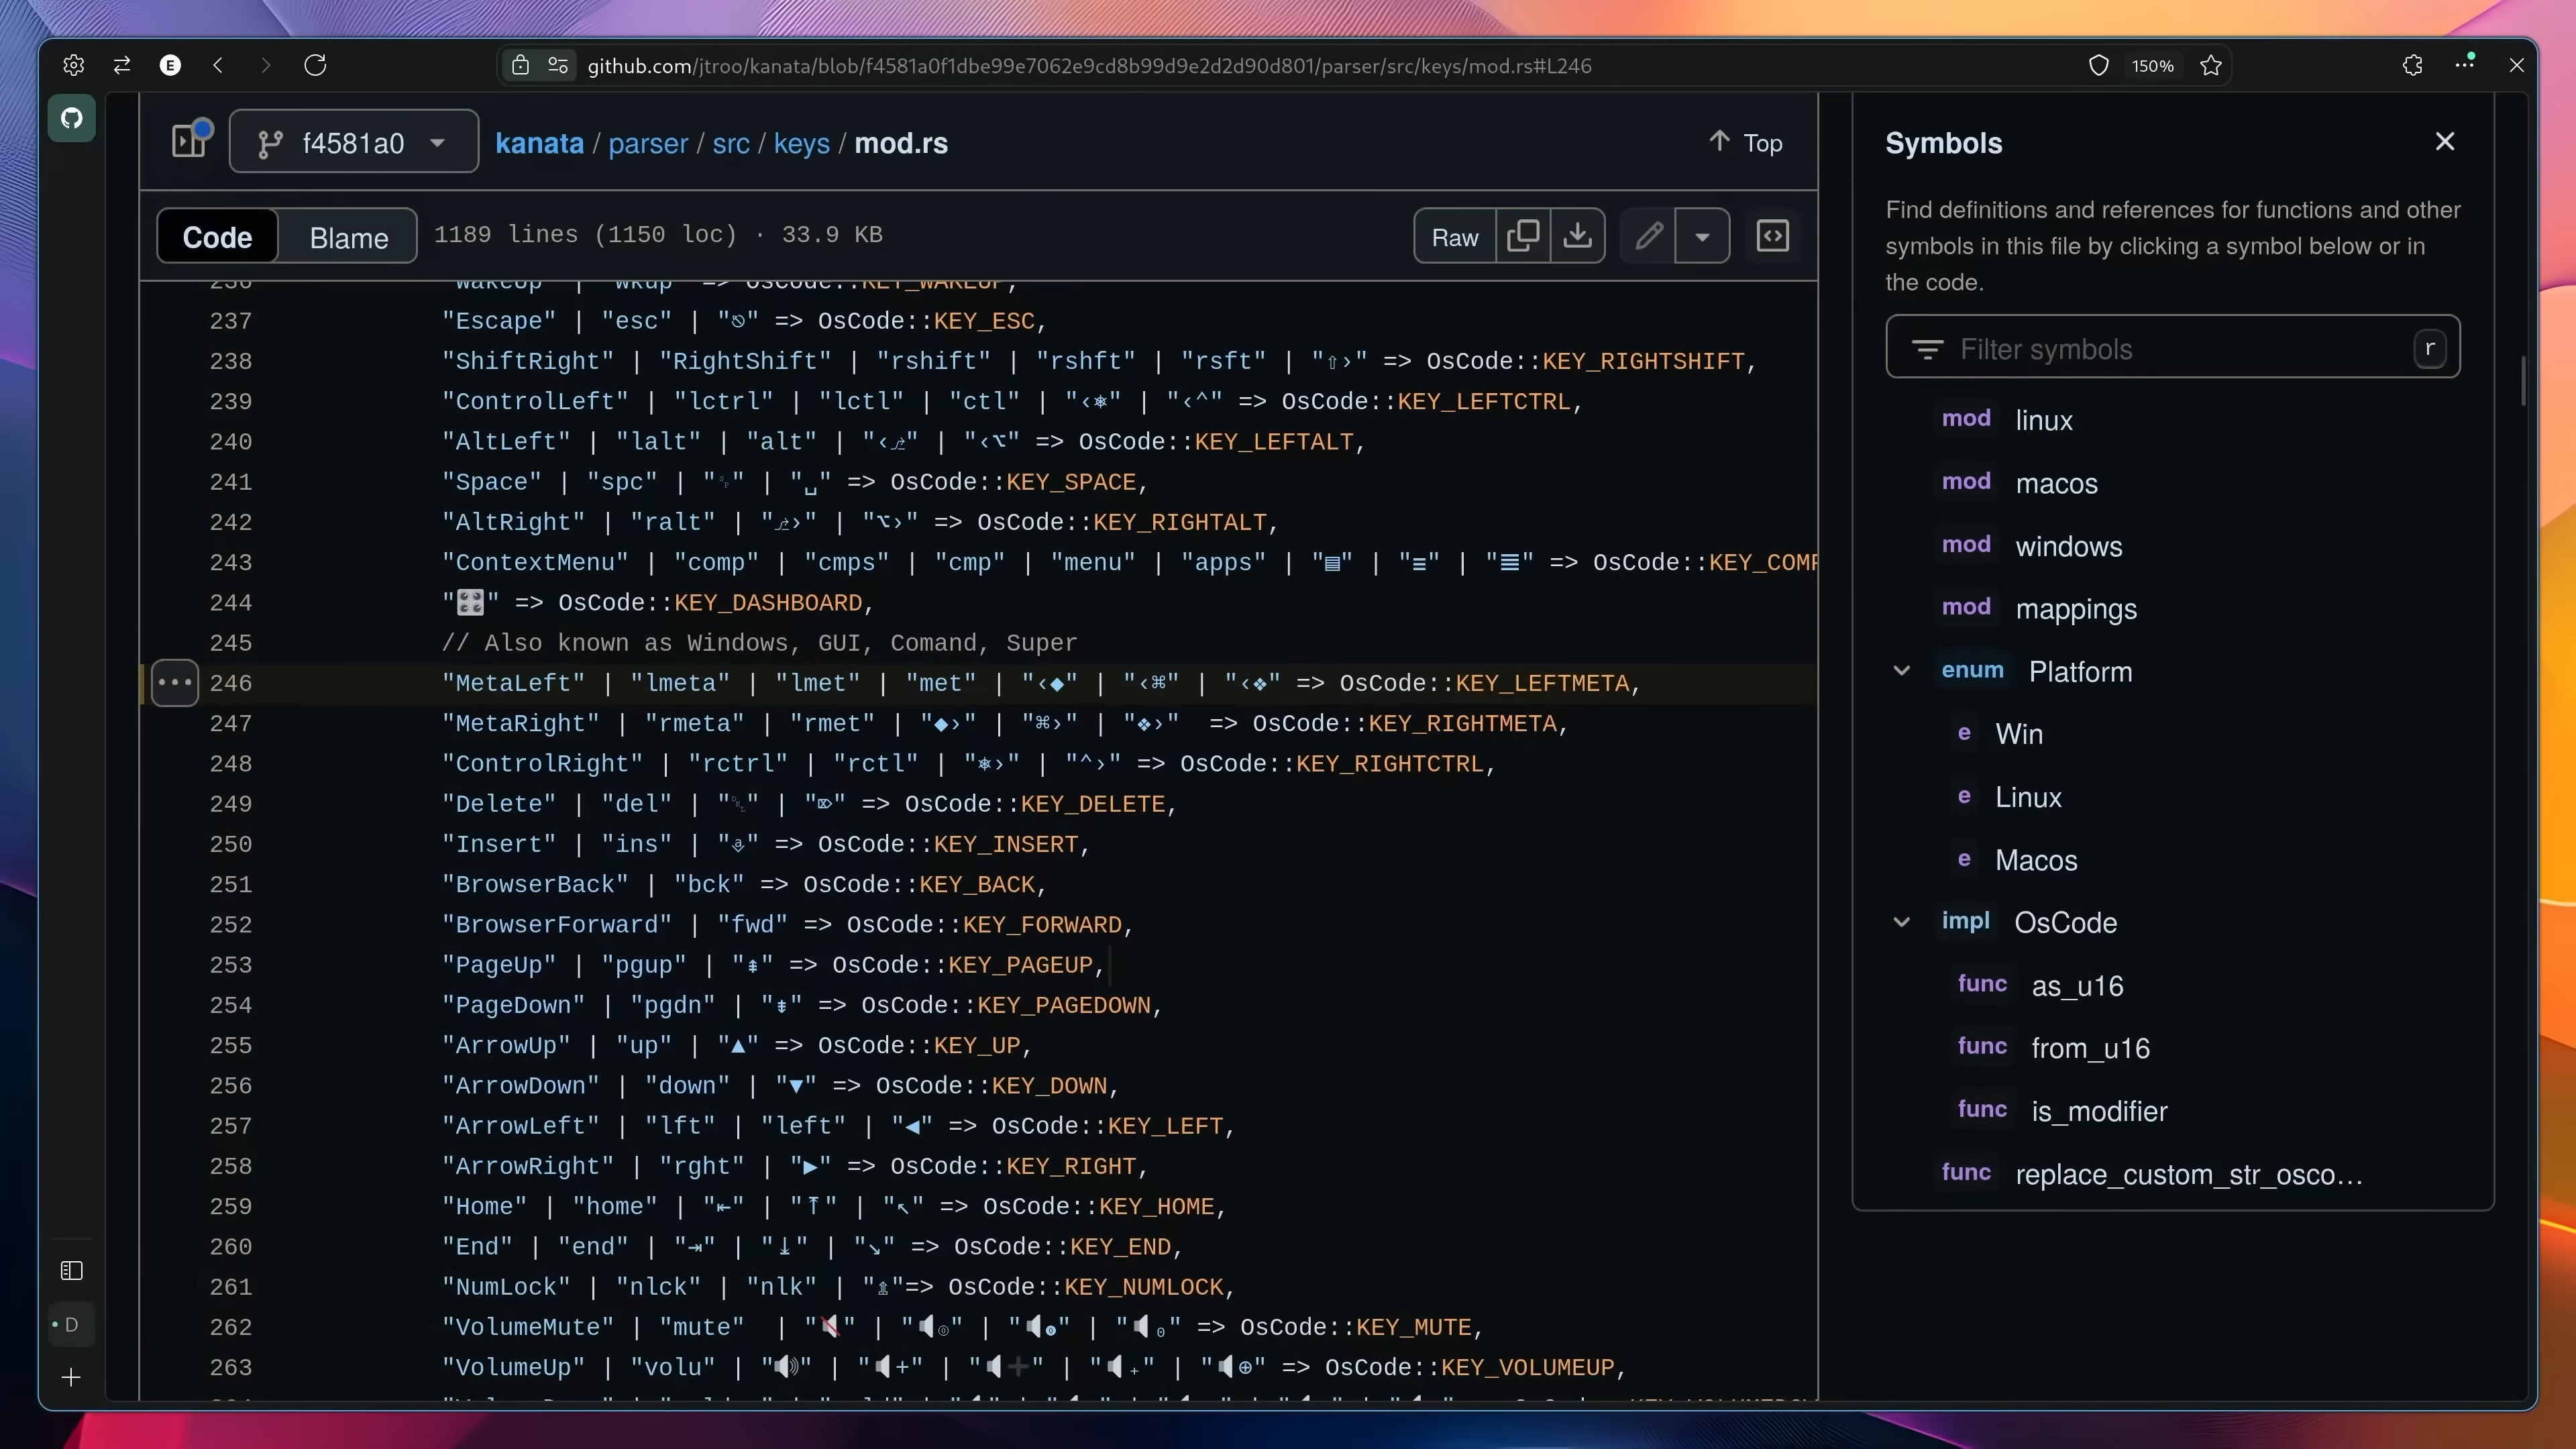 E
github.com/jtroo/kanata/blob/f4581a0f1dbe99e7062e9cd8b99d9e2d2d90d801/parser/src/keys/mod.rs#L246
150%
f4581a0
kanata / parser / src / keys / mod.rs
Top
Code
Blame
1189 lines (1150 loc) · 33.9 KB
Raw
236 "WakeUp" | "wkup" => OsCode::KEY_WAKEUP,
237 "Escape" | "esc" | "⎋" => OsCode::KEY_ESC,
238 "ShiftRight" | "RightShift" | "rshift" | "rshft" | "rsft" | "⇧›" => OsCode::KEY_RIGHTSHIFT,
239 "ControlLeft" | "lctrl" | "lctl" | "ctl" | "‹⎈" | "‹⌃" => OsCode::KEY_LEFTCTRL,
240 "AltLeft" | "lalt" | "alt" | "‹⎇" | "‹⌥" => OsCode::KEY_LEFTALT,
241 "Space" | "spc" | "␠" | "␣" => OsCode::KEY_SPACE,
242 "AltRight" | "ralt" | "⎇›" | "⌥›" => OsCode::KEY_RIGHTALT,
243 "ContextMenu" | "comp" | "cmps" | "cmp" | "menu" | "apps" | "▤" | "☰" | "𝌆" => OsCode::KEY_COMP
244 "🎛" => OsCode::KEY_DASHBOARD,
245 // Also known as Windows, GUI, Comand, Super
246 "MetaLeft" | "lmeta" | "lmet" | "met" | "‹◆" | "‹⌘" | "‹❖" => OsCode::KEY_LEFTMETA,
247 "MetaRight" | "rmeta" | "rmet" | "◆›" | "⌘›" | "❖›"  => OsCode::KEY_RIGHTMETA,
248 "ControlRight" | "rctrl" | "rctl" | "⎈›" | "⌃›" => OsCode::KEY_RIGHTCTRL,
249 "Delete" | "del" | "␡" | "⌦" => OsCode::KEY_DELETE,
250 "Insert" | "ins" | "⎀" => OsCode::KEY_INSERT,
251 "BrowserBack" | "bck" => OsCode::KEY_BACK,
252 "BrowserForward" | "fwd" => OsCode::KEY_FORWARD,
253 "PageUp" | "pgup" | "⇞" => OsCode::KEY_PAGEUP,
254 "PageDown" | "pgdn" | "⇟" => OsCode::KEY_PAGEDOWN,
255 "ArrowUp" | "up" | "▲" => OsCode::KEY_UP,
256 "ArrowDown" | "down" | "▼" => OsCode::KEY_DOWN,
257 "ArrowLeft" | "lft" | "left" | "◀" => OsCode::KEY_LEFT,
258 "ArrowRight" | "rght" | "▶" => OsCode::KEY_RIGHT,
259 "Home" | "home" | "⇤" | "⤒" | "↖" => OsCode::KEY_HOME,
260 "End" | "end" | "⇥" | "⤓" | "↘" => OsCode::KEY_END,
261 "NumLock" | "nlck" | "nlk" | "⇭"=> OsCode::KEY_NUMLOCK,
262 "VolumeMute" | "mute"  | "🔇" | "🔈⓪" | "🔈⓿" | "🔈₀" => OsCode::KEY_MUTE,
263 "VolumeUp" | "volu" | "🔊" | "🔈+" | "🔈➕" | "🔈₊" | "🔈⊕" => OsCode::KEY_VOLUMEUP,
Symbols
Find definitions and references for functions and other
symbols in this file by clicking a symbol below or in
the code.
Filter symbols
r
mod linux
mod macos
mod windows
mod mappings
enum Platform
e Win
e Linux
e Macos
impl OsCode
func as_u16
func from_u16
func is_modifier
func replace_custom_str_osco…
D